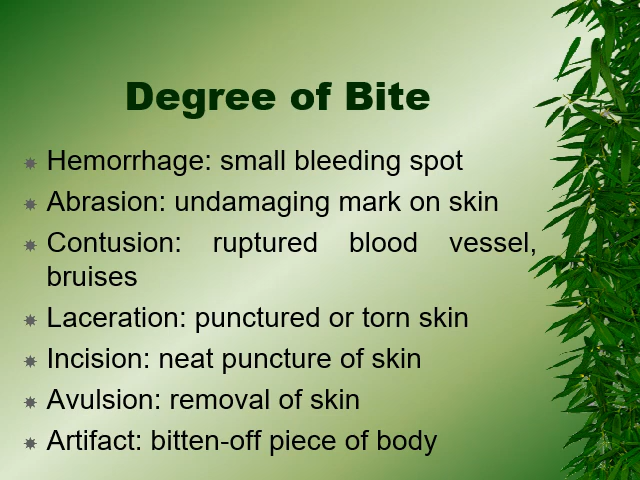 Degree of Bite
Hemorrhage: small bleeding spot
Abrasion: undamaging mark on skin
Contusion: ruptured blood vessel,
bruises
Laceration: punctured or torn skin
Incision: neat puncture of skin
Avulsion: removal of skin
Artifact: bitten-off piece of body